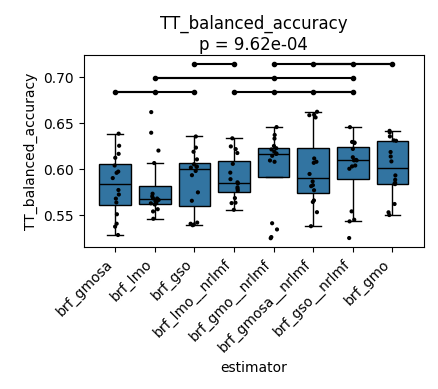 TT_balanced_accuracy
p = 9.62e-04
TT_balanced_accuracy
0.70
0.65
0.60
0.55
brf_gmosa
brf_lmo
brf_gso
brf_lmo__nrlmf
brf_gmo__nrlmf
brf_gmosa__nrlmf
brf_gso__nrlmf
brf_gmo
estimator